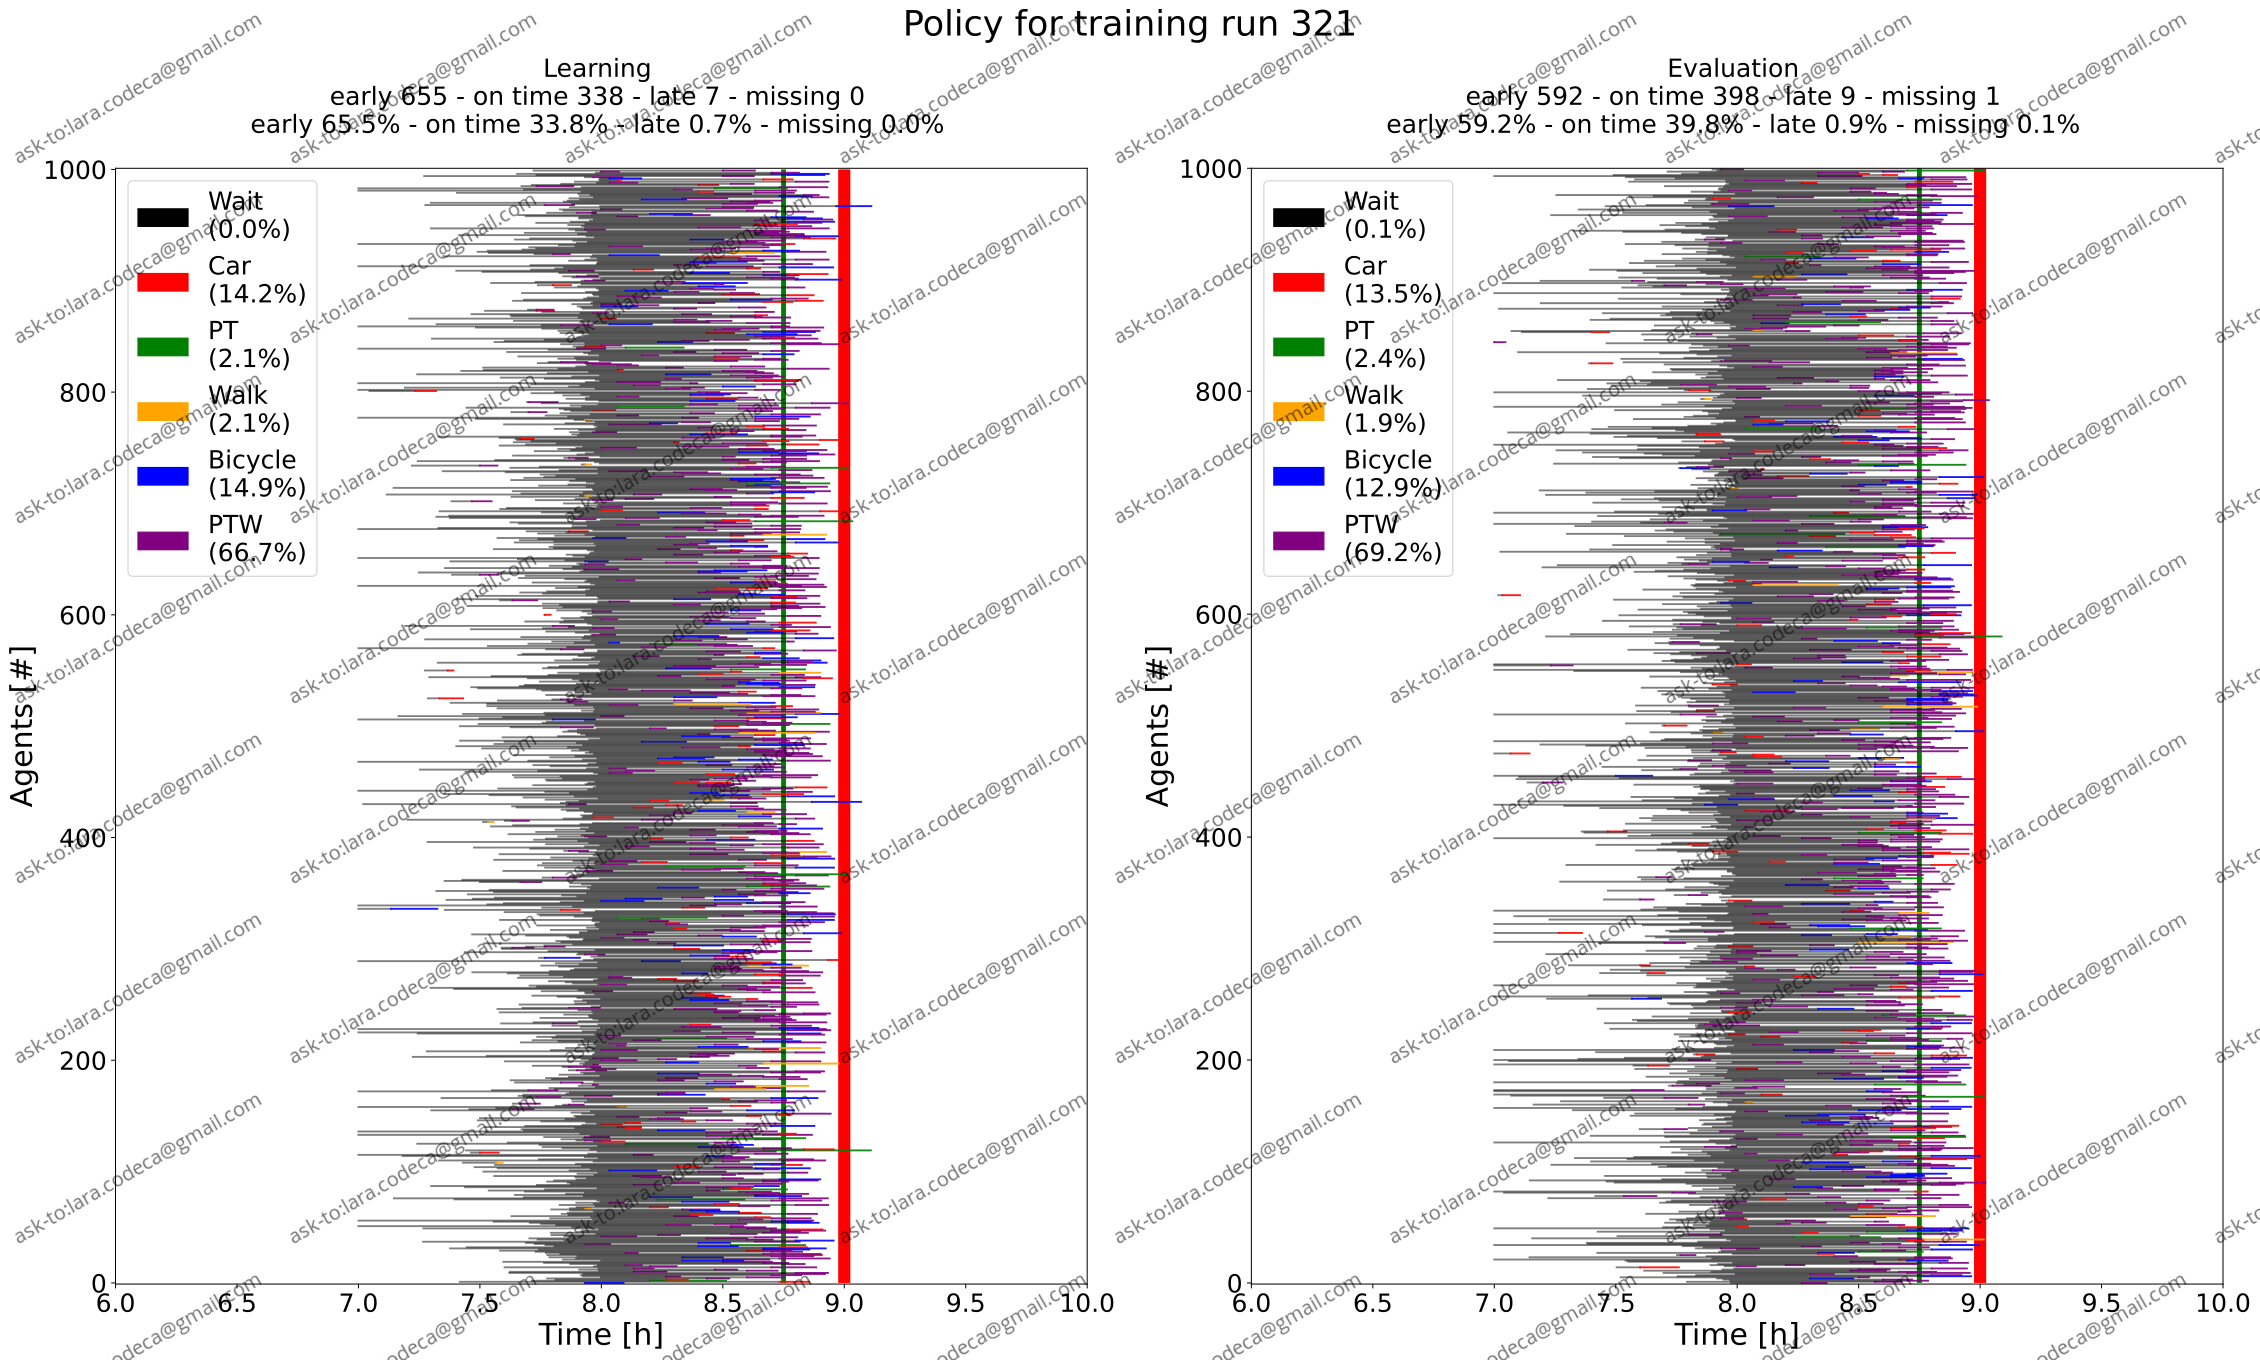 Policy for training run 321
Learning
early 655 - on time 338 - late 7 - missing 0
early 65.5% - on time 33.8% - late 0.7% - missing 0.0%
1000
800
600
400
200
0
Agents [#]
Wait
(0.0%)
Car
(14.2%)
PT
(2.1%)
Walk
(2.1%)
Bicycle
(14.9%)
PTW
(66.7%)
6.0 6.5 7.0 7.5 8.0 8.5 9.0 9.5 10.0
Time [h]
Evaluation
early 592 - on time 398 - late 9 - missing 1
early 59.2% - on time 39.8% - late 0.9% - missing 0.1%
1000
800
600
400
200
0
Agents [#]
Wait
(0.1%)
Car
(13.5%)
PT
(2.4%)
Walk
(1.9%)
Bicycle
(12.9%)
PTW
(69.2%)
6.0 6.5 7.0 7.5 8.0 8.5 9.0 9.5 10.0
Time [h]
ask-to:lara.codeca@gmail.com